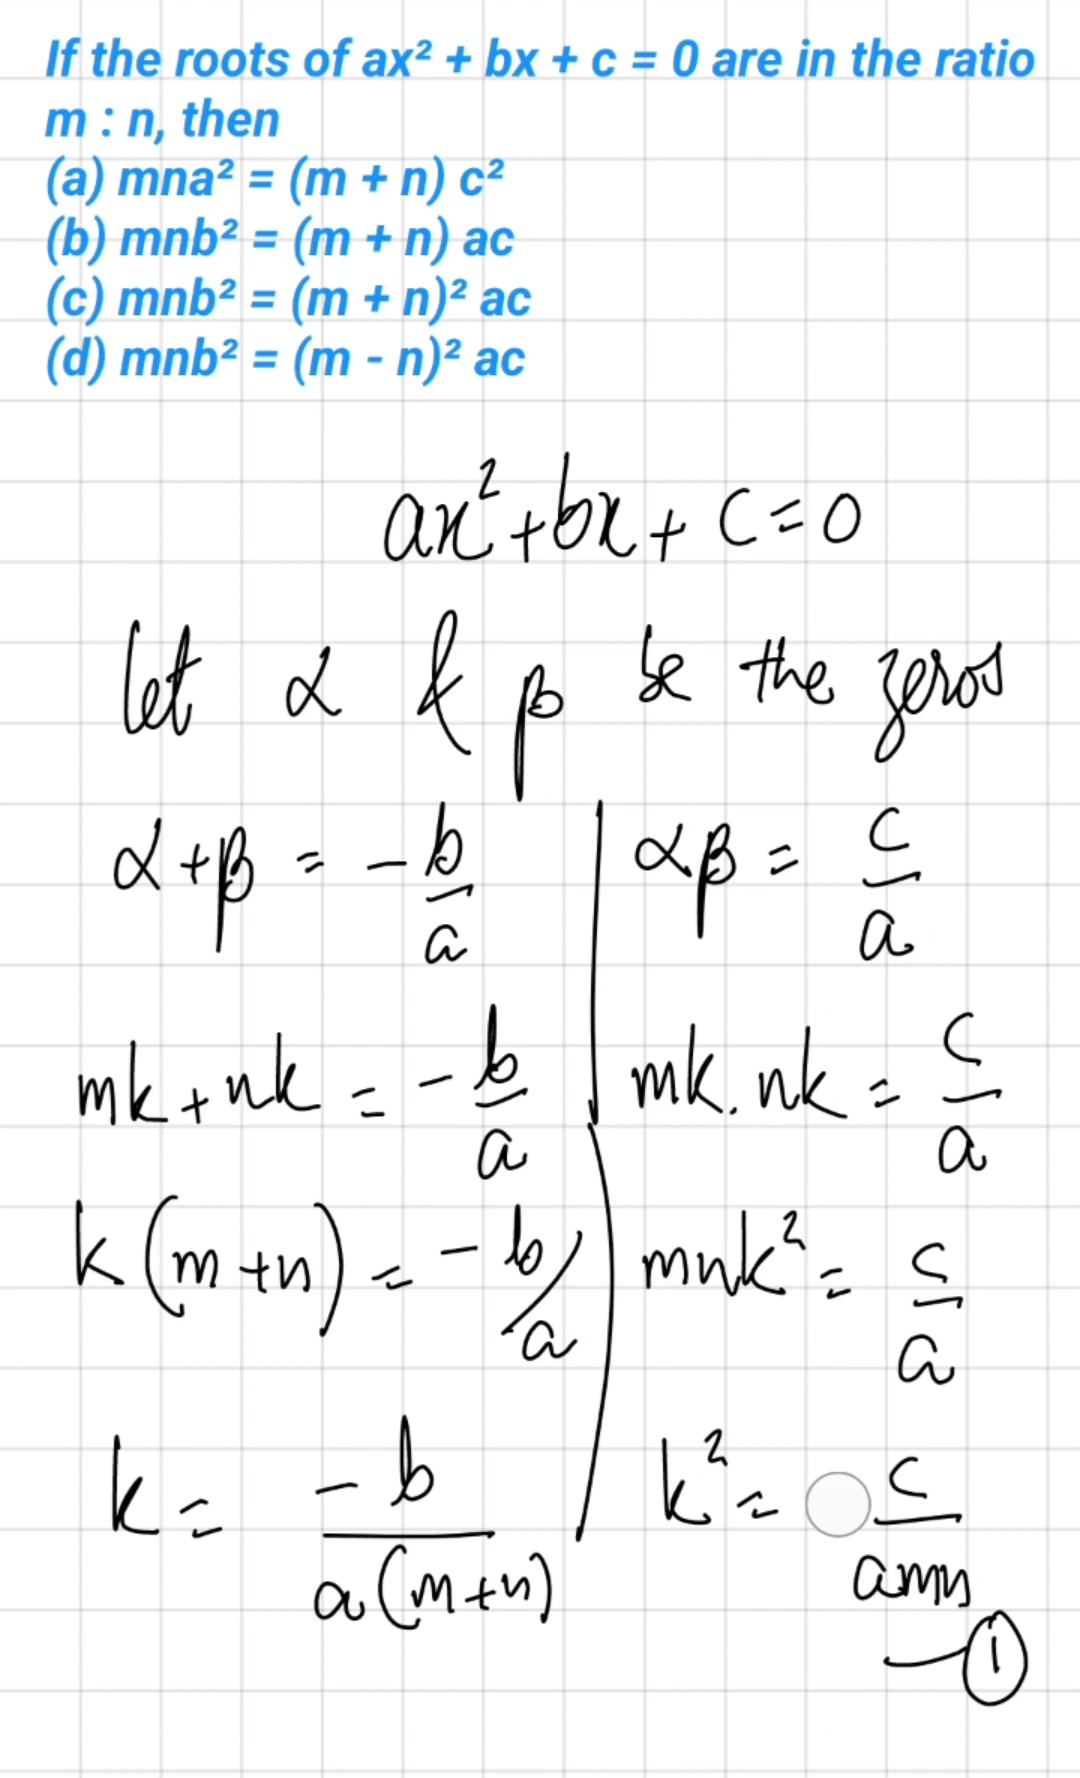 If the roots of ax² + bx + c = 0 are in the ratio
m : n, then
(a) mna² = (m + n) c²
(b) mnb² = (m + n) ac
(c) mnb² = (m + n)² ac
(d) mnb² = (m - n)² ac
ax² + bx + c = 0
let α & β be the zeros
α + β = - b/a | αβ = c/a
mk + nk = - b/a | mk . nk = c/a
k (m + n) = - b/a | mnk² = c/a
k = - b / a(m+n) | k² = c / amn
— ①